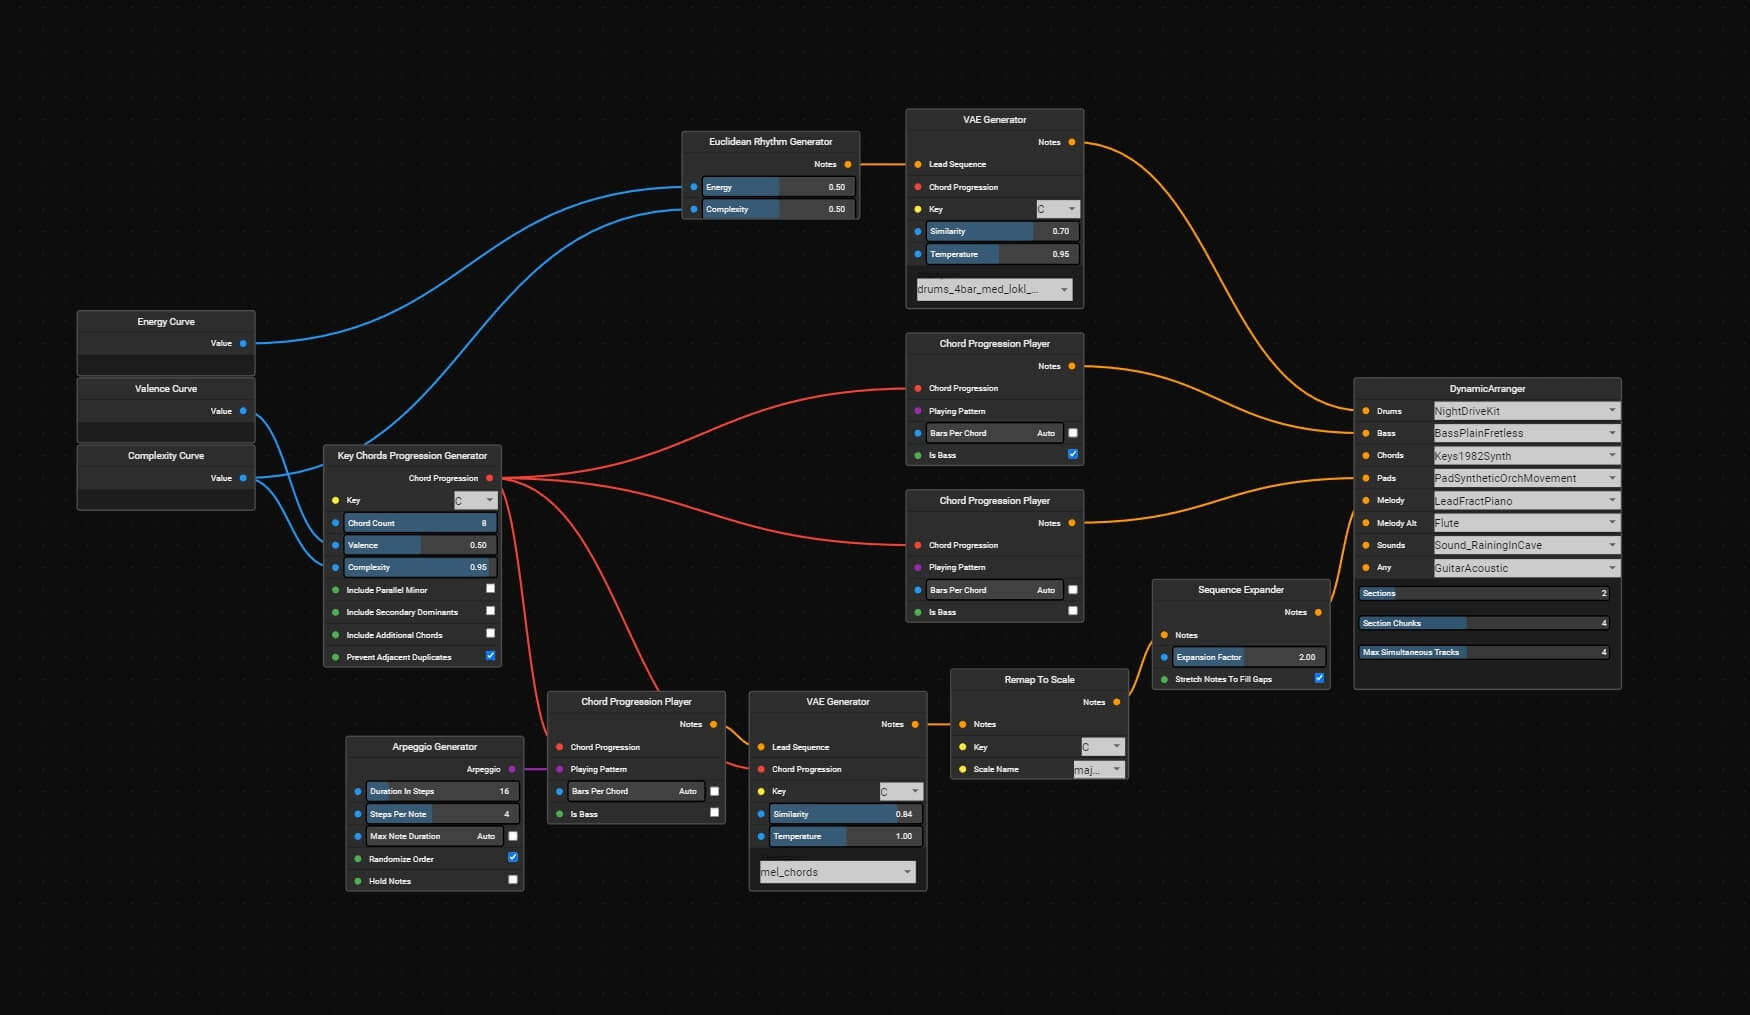 Energy Curve
Value
Valence Curve
Value
Complexity Curve
Value
Key Chords Progression Generator
Chord Progression
Key C
Chord Count 8
Valence 0.50
Complexity 0.95
Include Parallel Minor
Include Secondary Dominants
Include Additional Chords
Prevent Adjacent Duplicates
Arpeggio Generator
Arpeggio
Duration In Steps 16
Steps Per Note 4
Max Note Duration Auto
Randomize Order
Hold Notes
Euclidean Rhythm Generator
Notes
Energy 0.50
Complexity 0.50
VAE Generator
Notes
Lead Sequence
Chord Progression
Key C
Similarity 0.70
Temperature 0.95
drums_4bar_med_lokl_...
Chord Progression Player
Notes
Chord Progression
Playing Pattern
Bars Per Chord Auto
Is Bass
Chord Progression Player
Notes
Chord Progression
Playing Pattern
Bars Per Chord Auto
Is Bass
Chord Progression Player
Notes
Chord Progression
Playing Pattern
Bars Per Chord Auto
Is Bass
VAE Generator
Notes
Lead Sequence
Chord Progression
Key C
Similarity 0.84
Temperature 1.00
mel_chords
Remap To Scale
Notes
Notes
Key C
Scale Name maj...
Sequence Expander
Notes
Notes
Expansion Factor 2.00
Stretch Notes To Fill Gaps
DynamicArranger
Drums NightDriveKit
Bass BassPlainFretless
Chords Keys1982Synth
Pads PadSyntheticOrchMovement
Melody LeadFractPiano
Melody Alt Flute
Sounds Sound_RainingInCave
Any GuitarAcoustic
Sections 2
Section Chunks 4
Max Simultaneous Tracks 4